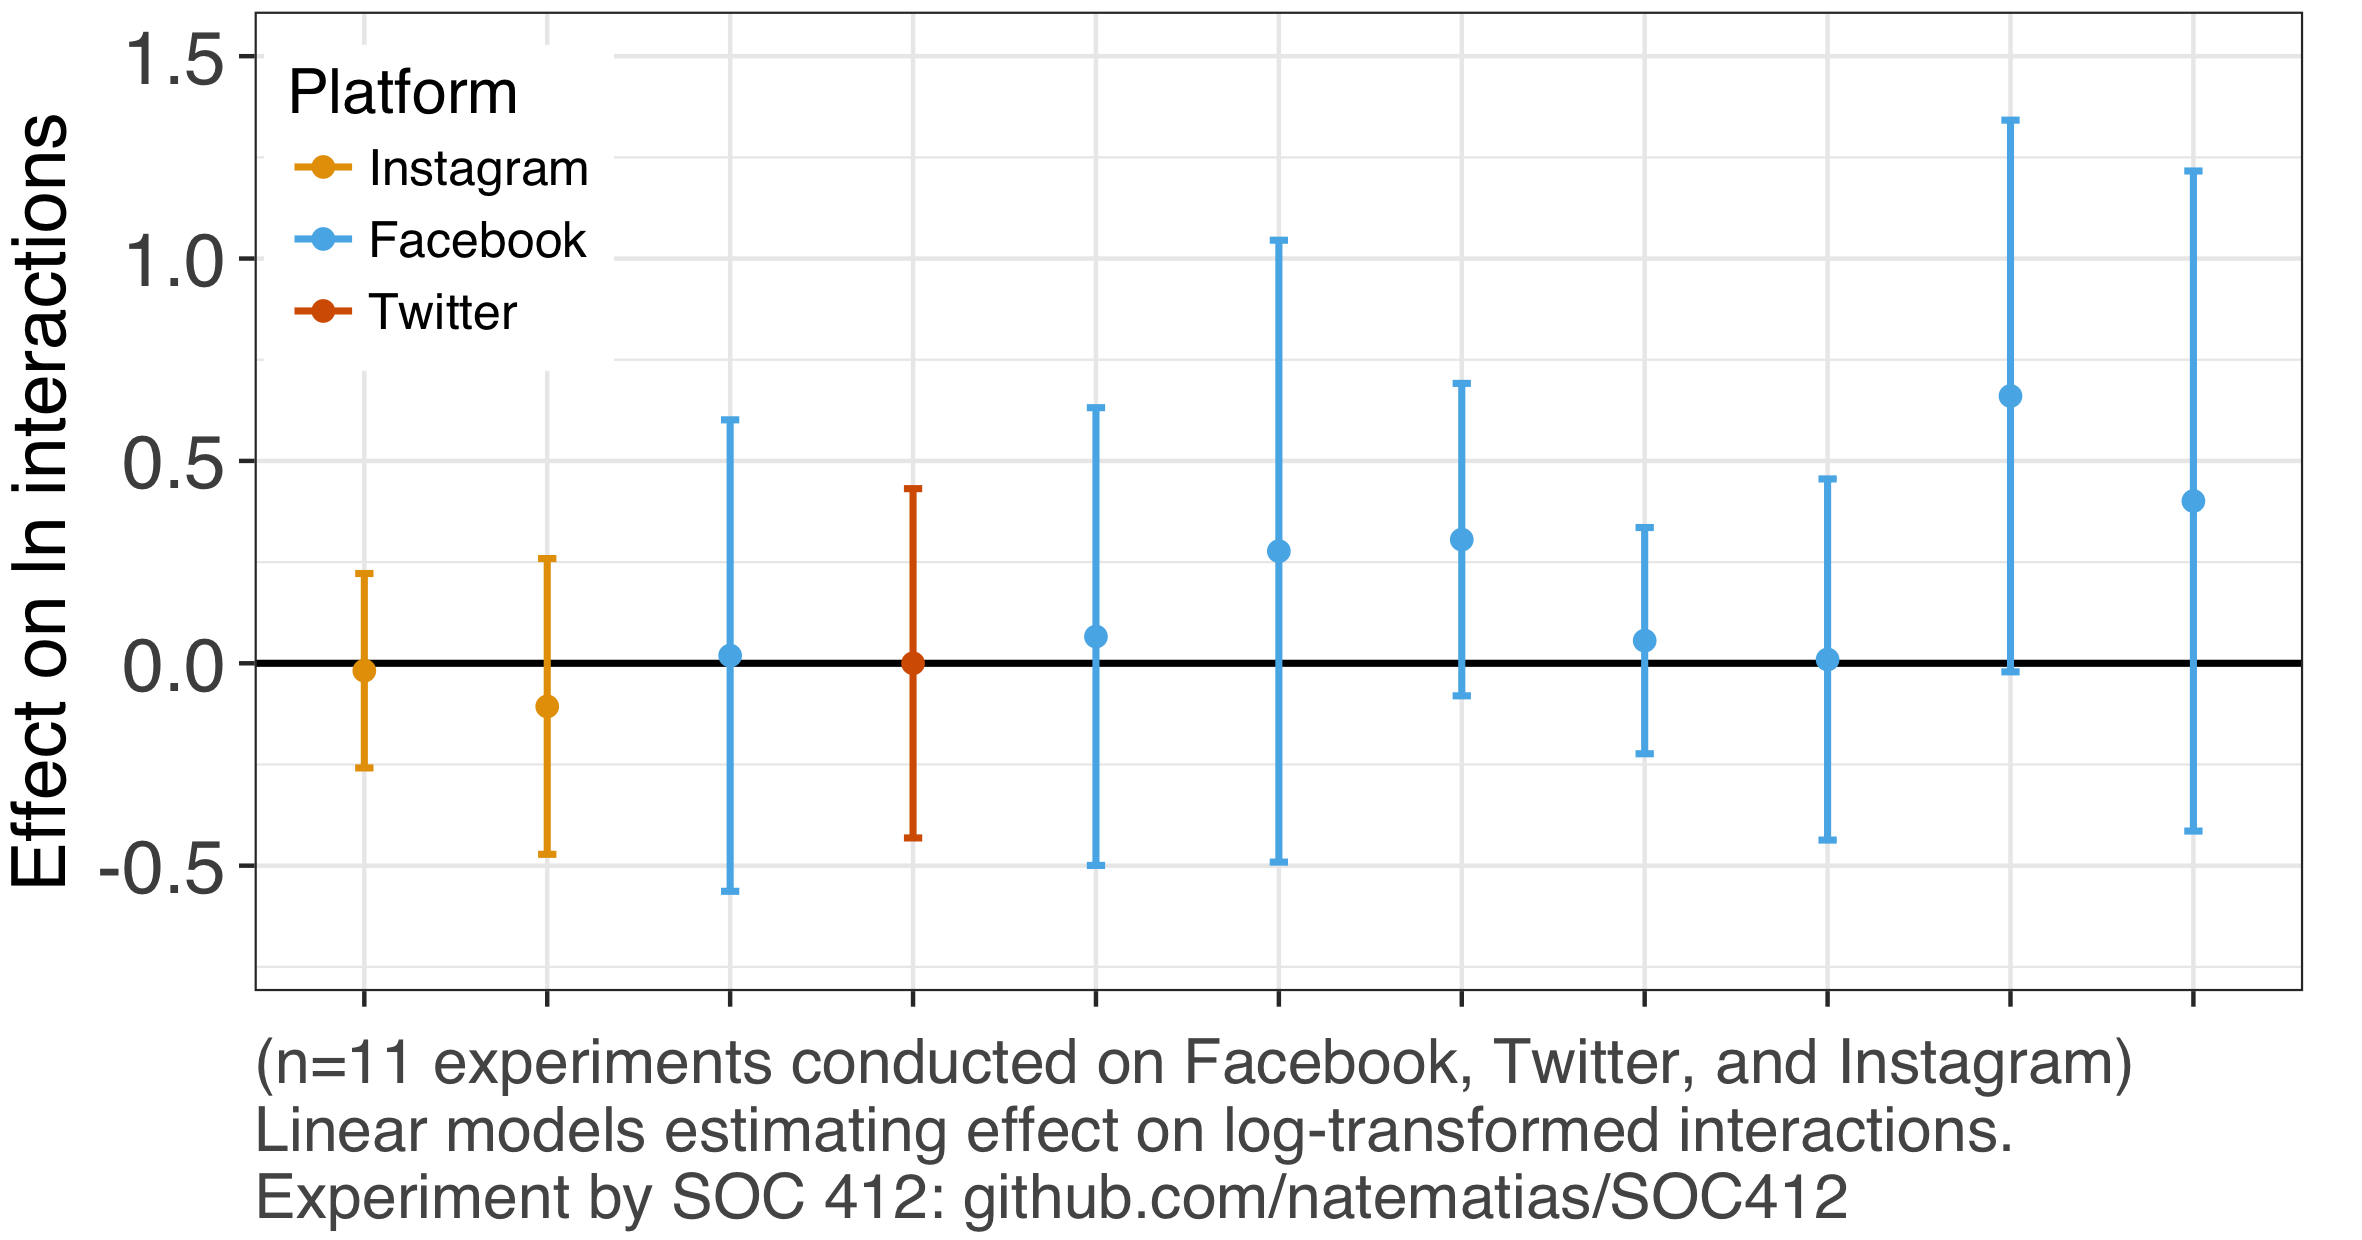 Effect on ln interactions
1.5
1.0
0.5
0.0
-0.5
Platform
Instagram
Facebook
Twitter
(n=11 experiments conducted on Facebook, Twitter, and Instagram)
Linear models estimating effect on log-transformed interactions.
Experiment by SOC 412: github.com/natematias/SOC412